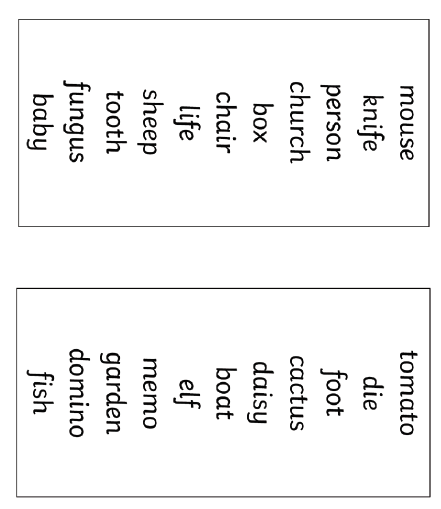 mouse
knife
person
church
box
chair
life
sheep
tooth
fungus
baby
tomato
die
foot
cactus
daisy
boat
elf
memo
garden
domino
fish